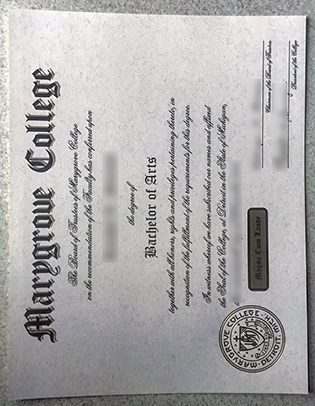 Marygrove College
The Board of Trustees of Marygrove College
on the recommendation of the Faculty has conferred upon
the degree of
Bachelor of Arts
together with all honors, rights and privileges pertaining thereto, in
recognition of the fulfillment of the requirements for this degree.
In witness whereof we have subscribed our names and affixed
the Seal of the College, at Detroit in the State of Michigan,
Magna Cum Laude
Chairman of the Board of Trustees
President of the College
MARYGROVE COLLEGE
DETROIT, MICH